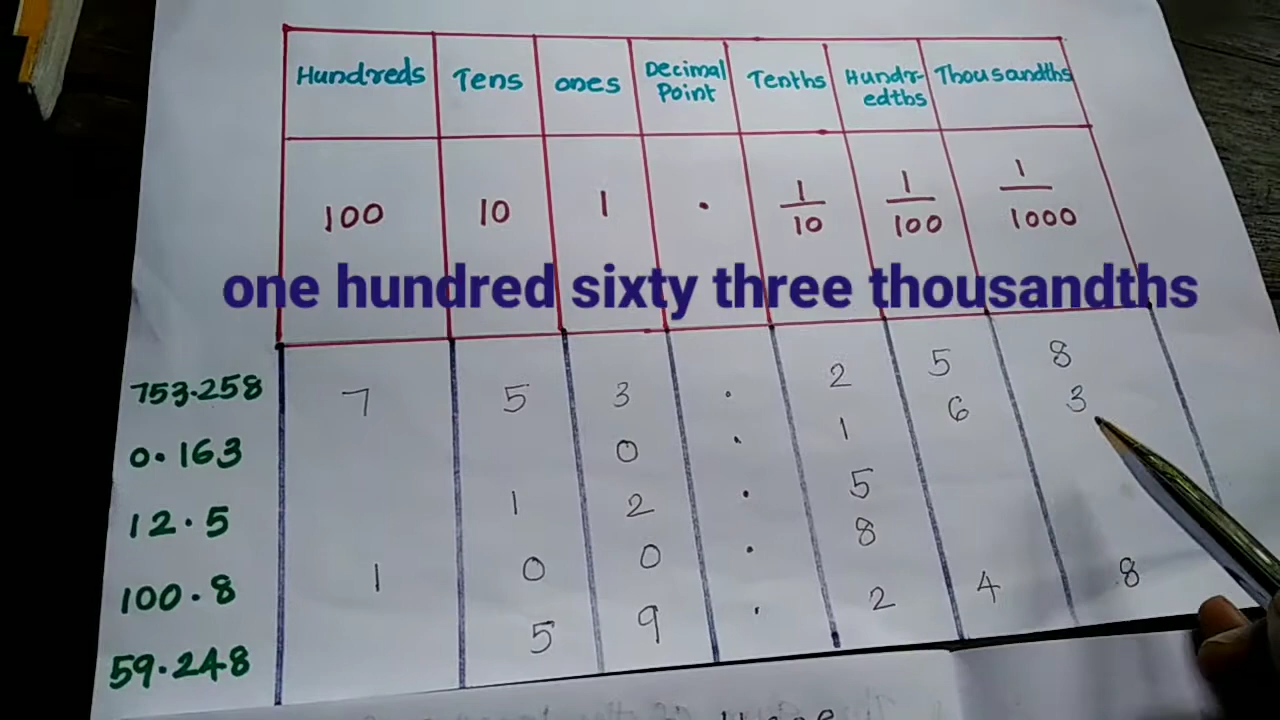 Hundreds Tens ones Decimal Point Tenths Hundr-edths Thousandths
100 10 1 . 1/10 1/100 1/1000
one hundred sixty three thousandths
753.258 7 5 3 . 2 5 8
0.163 0 . 1 6 3
12.5 1 2 . 5
100.8 1 0 0 . 8
59.248 5 9 . 2 4 8